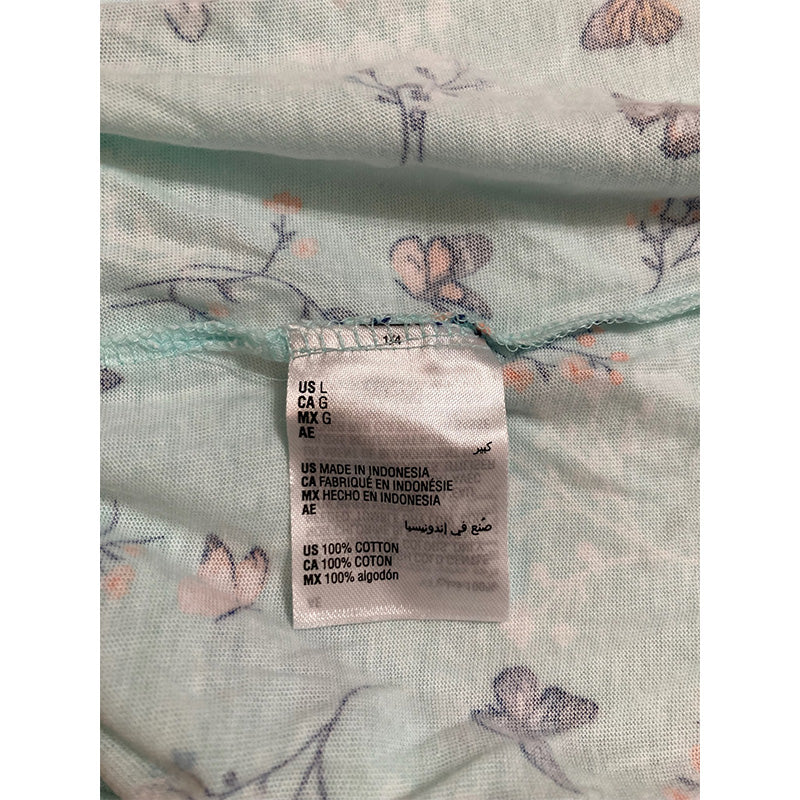 1/4
US L
CA G
MX G
AE
كبير
US MADE IN INDONESIA
CA FABRIQUÉ EN INDONÉSIE
MX HECHO EN INDONESIA
AE
صُنع في إندونيسيا
US 100% COTTON
CA 100% COTON
MX 100% algodón